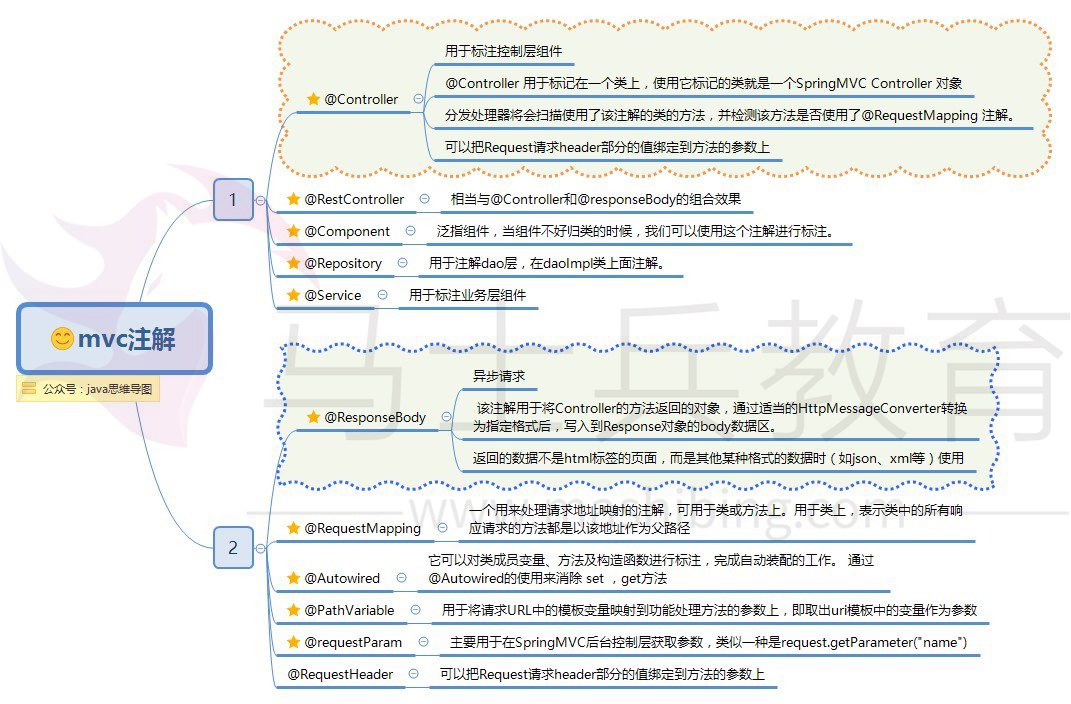 mvc注解
公众号：java思维导图
1
@Controller
用于标注控制层组件
@Controller 用于标记在一个类上，使用它标记的类就是一个SpringMVC Controller 对象
分发处理器将会扫描使用了该注解的类的方法，并检测该方法是否使用了@RequestMapping 注解。
可以把Request请求header部分的值绑定到方法的参数上
@RestController
相当与@Controller和@responseBody的组合效果
@Component
泛指组件，当组件不好归类的时候，我们可以使用这个注解进行标注。
@Repository
用于注解dao层，在daoImpl类上面注解。
@Service
用于标注业务层组件
2
@ResponseBody
异步请求
该注解用于将Controller的方法返回的对象，通过适当的HttpMessageConverter转换
为指定格式后，写入到Response对象的body数据区。
返回的数据不是html标签的页面，而是其他某种格式的数据时（如json、xml等）使用
@RequestMapping
一个用来处理请求地址映射的注解，可用于类或方法上。用于类上，表示类中的所有响
应请求的方法都是以该地址作为父路径
@Autowired
它可以对类成员变量、方法及构造函数进行标注，完成自动装配的工作。 通过
@Autowired的使用来消除 set ，get方法
@PathVariable
用于将请求URL中的模板变量映射到功能处理方法的参数上，即取出uri模板中的变量作为参数
@requestParam
主要用于在SpringMVC后台控制层获取参数，类似一种是request.getParameter("name")
@RequestHeader
可以把Request请求header部分的值绑定到方法的参数上
马士兵教育
www.mashibing.com